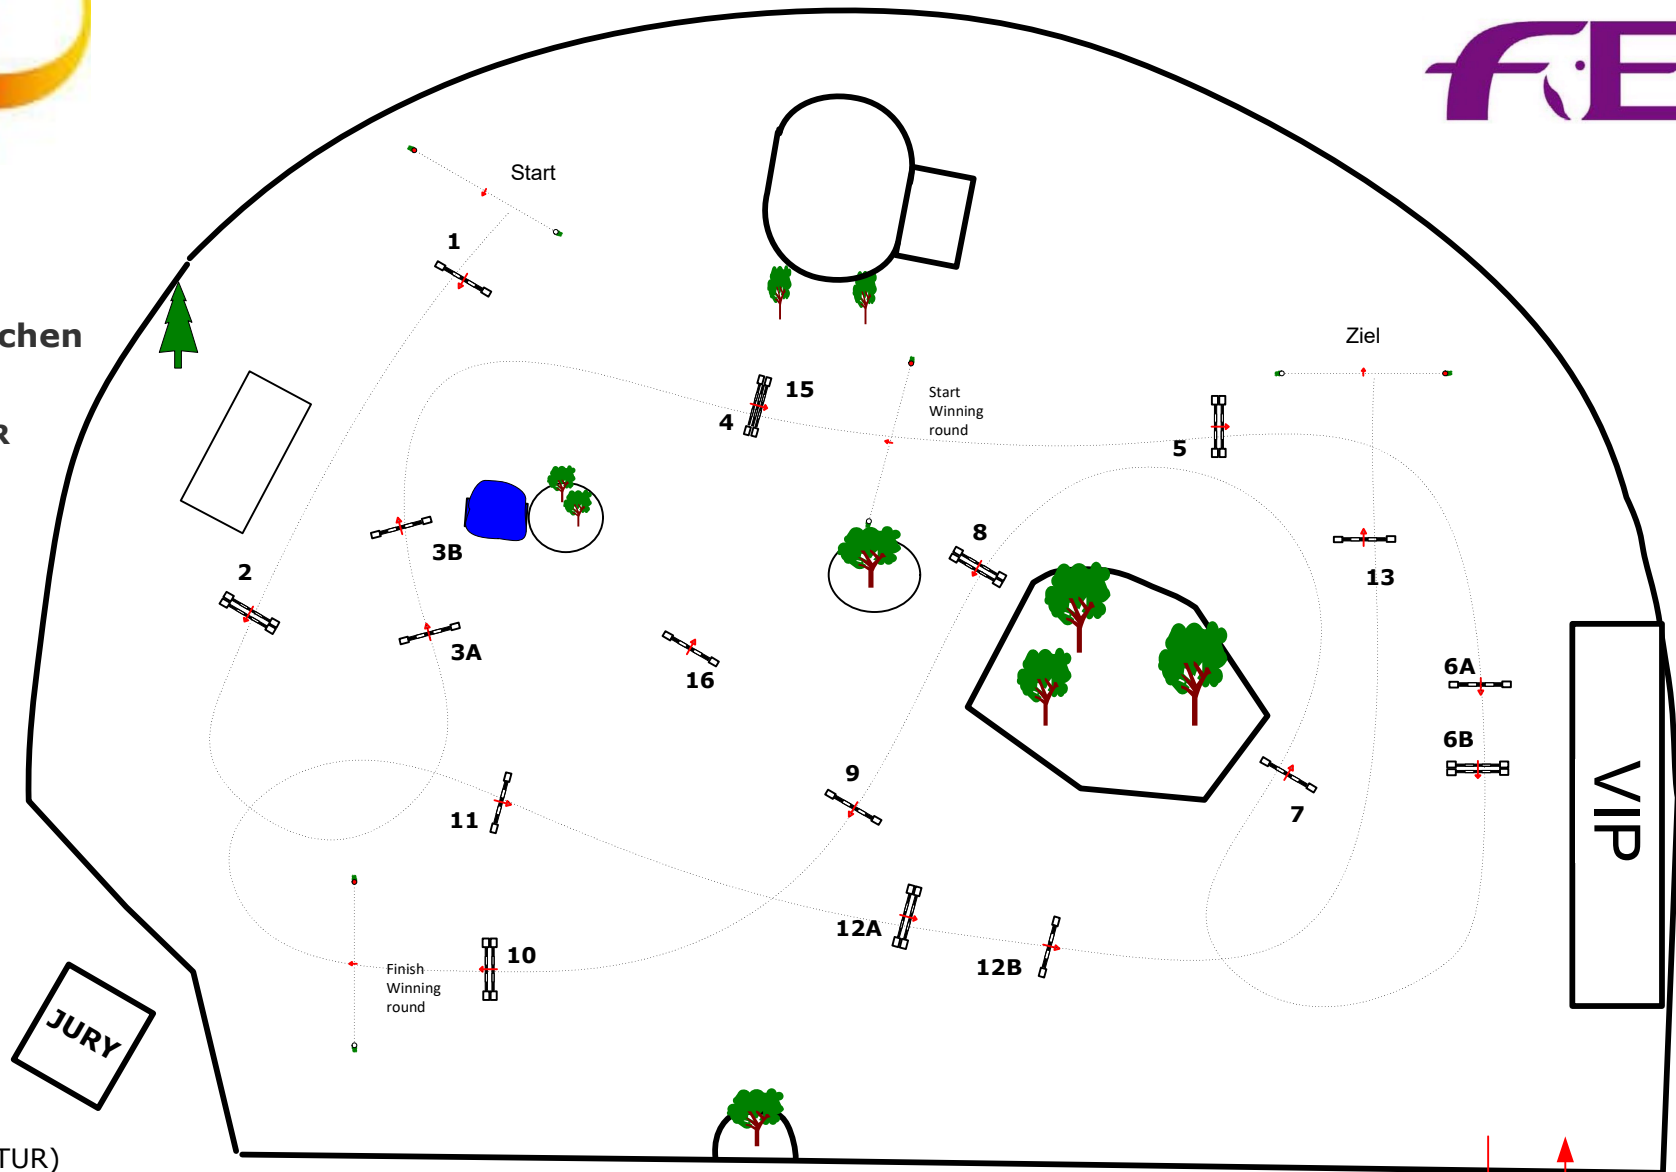 FE
Start
1
chen
Ziel
R
15
Start
Winning
round
4
5
8
3B
13
2
3A
6A
16
6B
VIP
9
7
11
12A
10
12B
Finish
Winning
round
JURY
TUR)